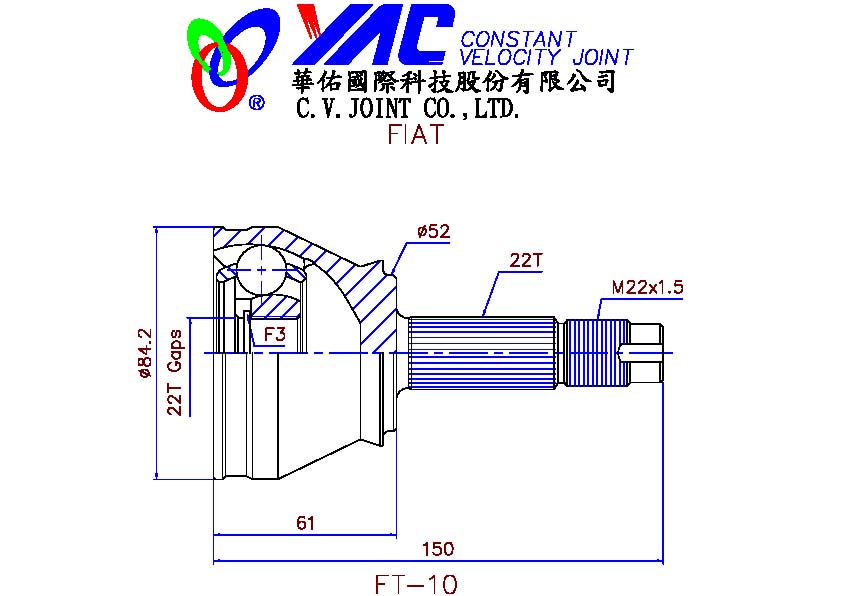 YAC CONSTANT
VELOCITY JOINT
®
華佑國際科技股份有限公司
C.V.JOINT CO.,LTD.
FIAT
ø52
22T
M22x1.5
F3
ø84.2
22T Gaps
61
150
FT-10